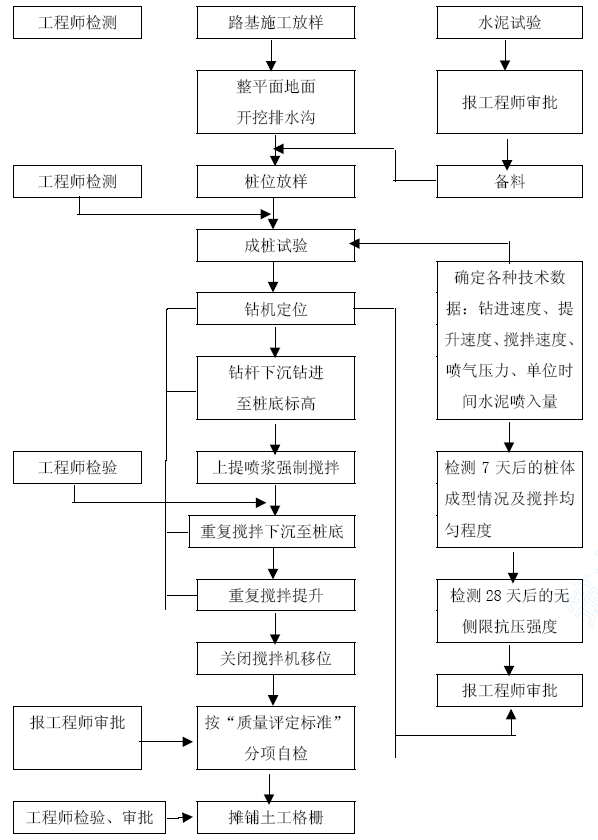 工程师检测
路基施工放样
水泥试验
整平面地面
开挖排水沟
报工程师审批
工程师检测
桩位放样
备料
成桩试验
确定各种技术数
据：钻进速度、提
升速度、搅拌速度、
喷气压力、单位时
间水泥喷入量
钻机定位
钻杆下沉钻进
至桩底标高
工程师检验
上提喷浆强制搅拌
检测 7 天后的桩体
成型情况及搅拌均
匀程度
重复搅拌下沉至桩底
重复搅拌提升
检测 28 天后的无
侧限抗压强度
关闭搅拌机移位
报工程师审批
报工程师审批
按“质量评定标准”
分项自检
工程师检验、审批
摊铺土工格栅